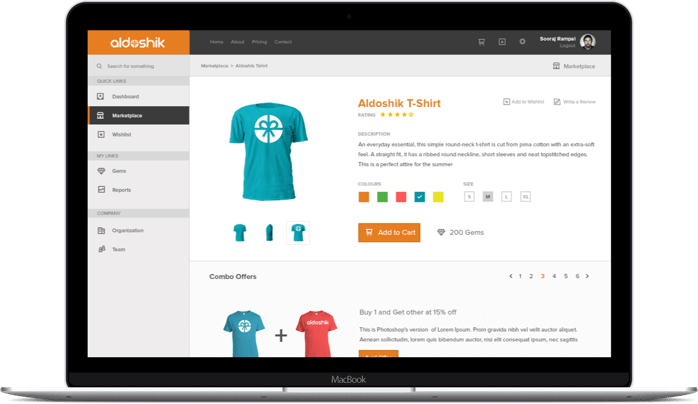 aldoshik
Home About Pricing Contact
Sooraj Rampal
Logout
Search for something
Marketplace > Aldoshik Tshirt
Marketplace
QUICK LINKS
Dashboard
Marketplace
Wishlist
MY LINKS
Gems
Reports
COMPANY
Organisation
Team
Aldoshik T-Shirt
Add to Wishlist
Write a Review
RATING
DESCRIPTION
An everyday essential, this simple round-neck t-shirt is cut from pima cotton with an extra-soft
feel. A straight fit, it has a ribbed round-neckline, short sleeves and neat topstitched edges.
This is a perfect attire for the summer
COLOURS
SIZE
S M L XL
Add to Cart
200 Gems
Combo Offers
1 2 3 4 5 6
Buy 1 and Get other at 15% off
This is Photoshop's version of Lorem Ipsum. Proin gravida nibh vel velit auctor aliquet.
Aenean sollicitudin, lorem quis bibendum auctor, nisi elit consequat ipsum, nec sagittis
aldoshik
+
MacBook